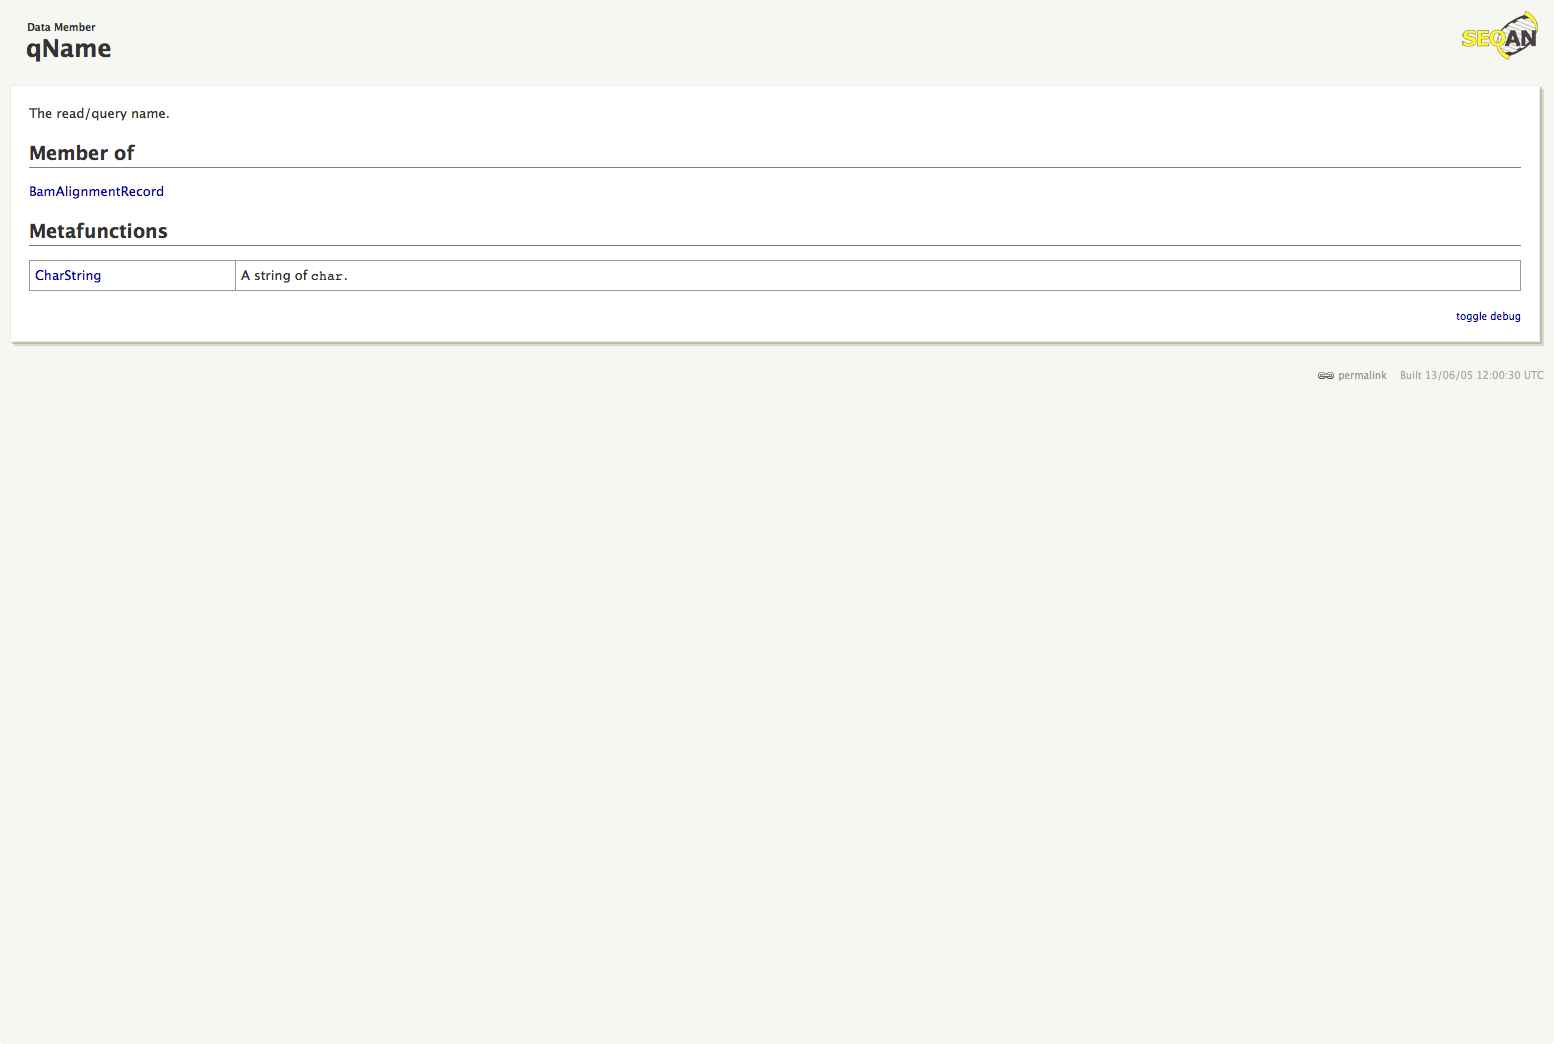 Data Member
qName
SEQAN
The read/query name.
Member of
BamAlignmentRecord
Metafunctions
CharString A string of char.
toggle debug
permalink Built 13/06/05 12:00:30 UTC